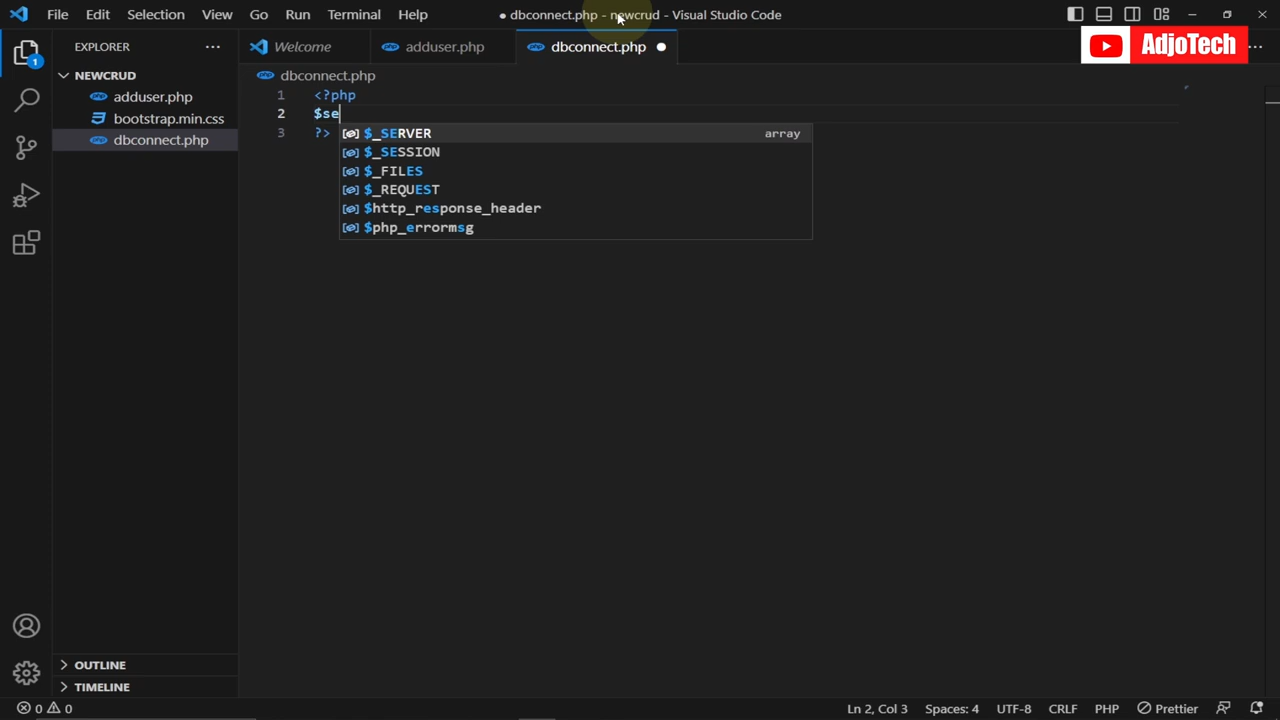 File Edit Selection View Go Run Terminal Help
● dbconnect.php - newcrud - Visual Studio Code
AdjoTech
EXPLORER
Welcome
adduser.php
dbconnect.php
NEWCRUD
adduser.php
bootstrap.min.css
dbconnect.php
1
dbconnect.php
1 <?php
2 $se
3 ?>
$_SERVER array
$_SESSION
$_FILES
$_REQUEST
$http_response_header
$php_errormsg
OUTLINE
TIMELINE
0 0 Ln 2, Col 3 Spaces: 4 UTF-8 CRLF PHP Prettier